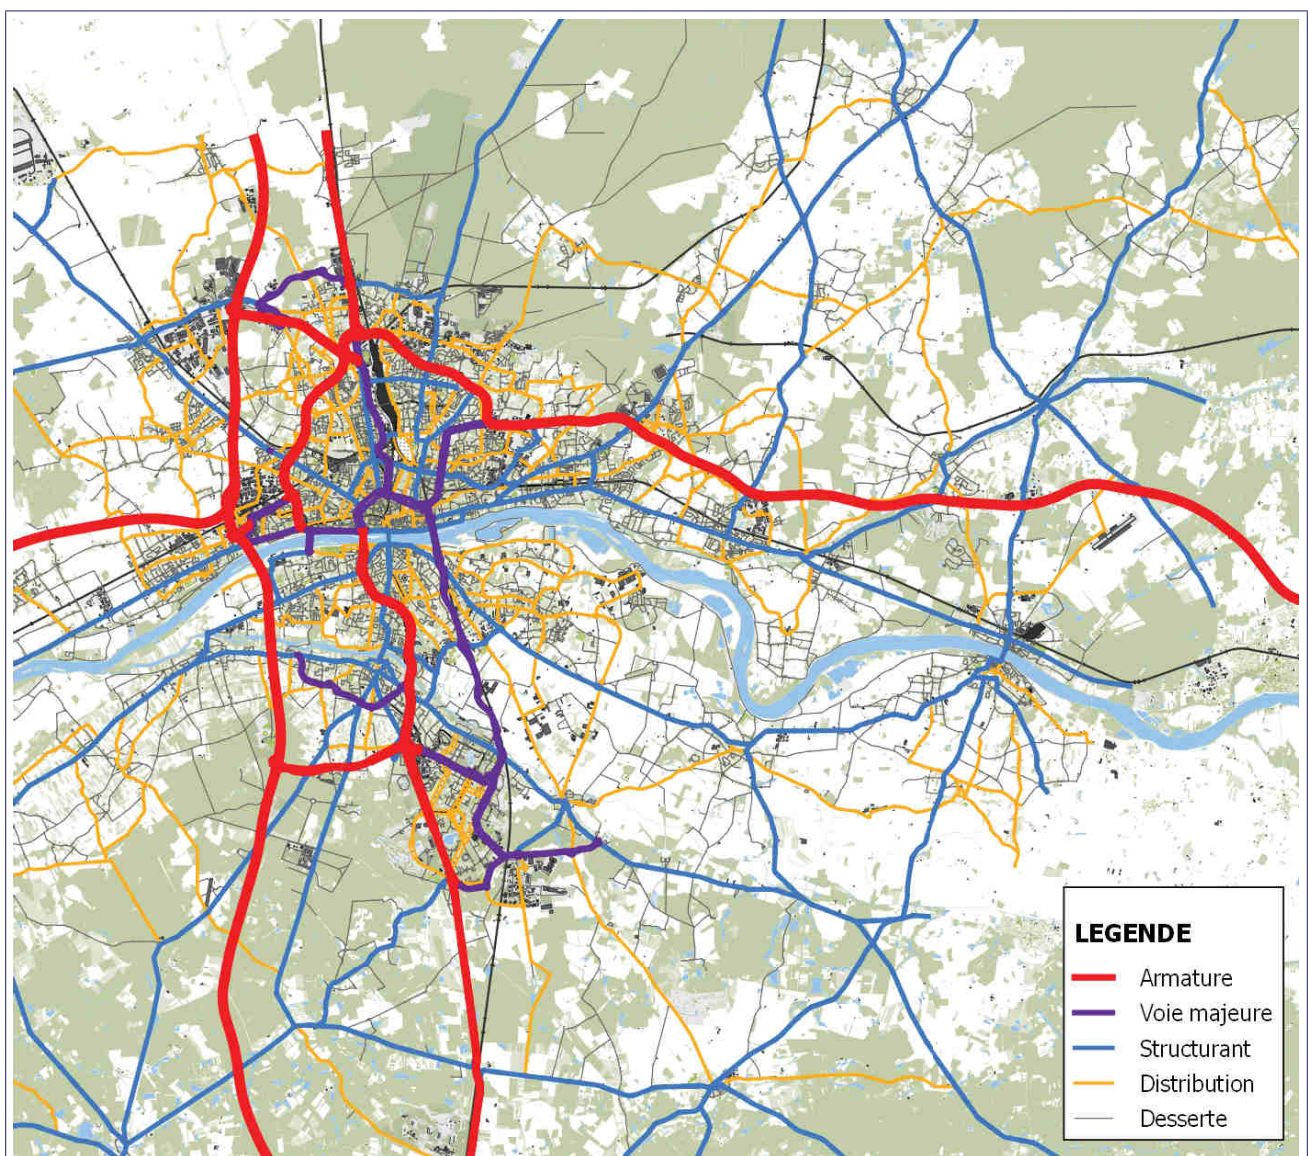 LEGENDE
Armature
Voie majeure
Structurant
Distribution
Desserte